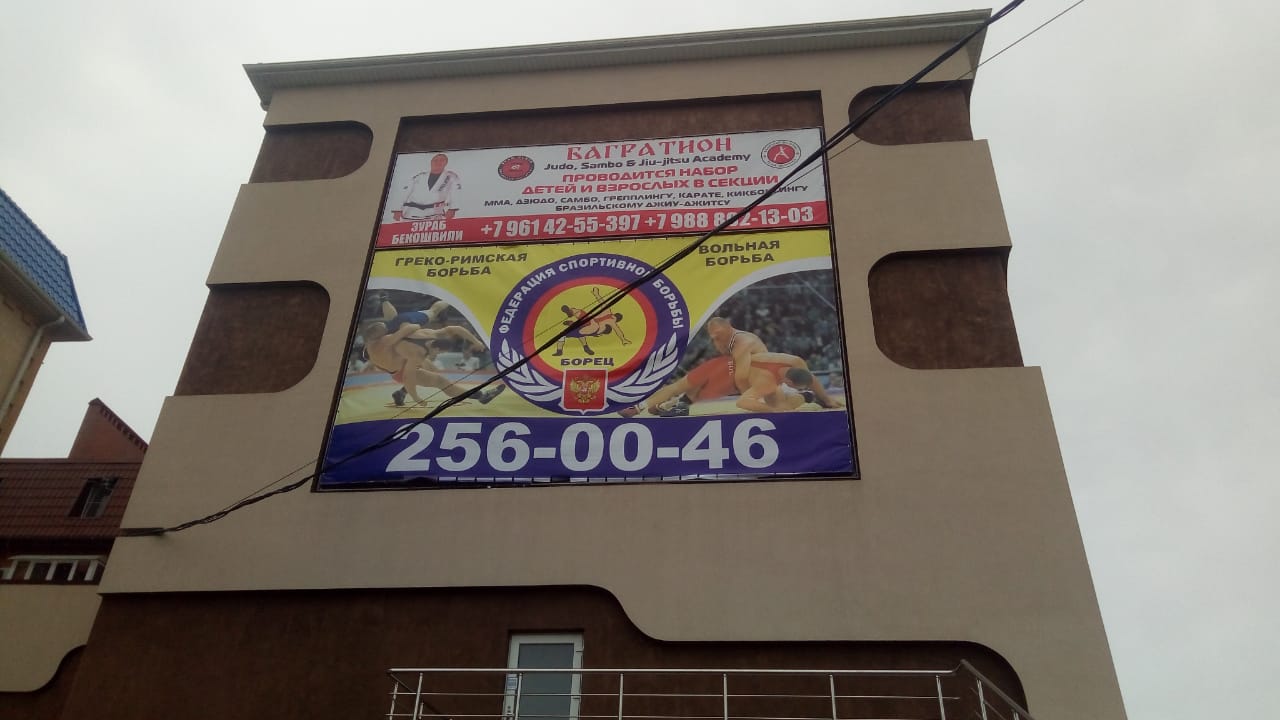 БАГРАТИОН
Judo, Sambo & Jiu-jitsu Academy
ПРОВОДИТСЯ НАБОР
ДЕТЕЙ И ВЗРОСЛЫХ В СЕКЦИИ
ММА, ДЗЮДО, САМБО, ГРЕППЛИНГУ, КАРАТЕ, КИКБОКСИНГУ
БРАЗИЛЬСКОМУ ДЖИУ-ДЖИТСУ
ЗУРАБ
БЕКОШВИЛИ
+7 961 42-55-397 +7 988 892-13-03
ГРЕКО-РИМСКАЯ
БОРЬБА
ФЕДЕРАЦИЯ СПОРТИВНОЙ БОРЬБЫ
БОРЕЦ
ВОЛЬНАЯ
БОРЬБА
256-00-46